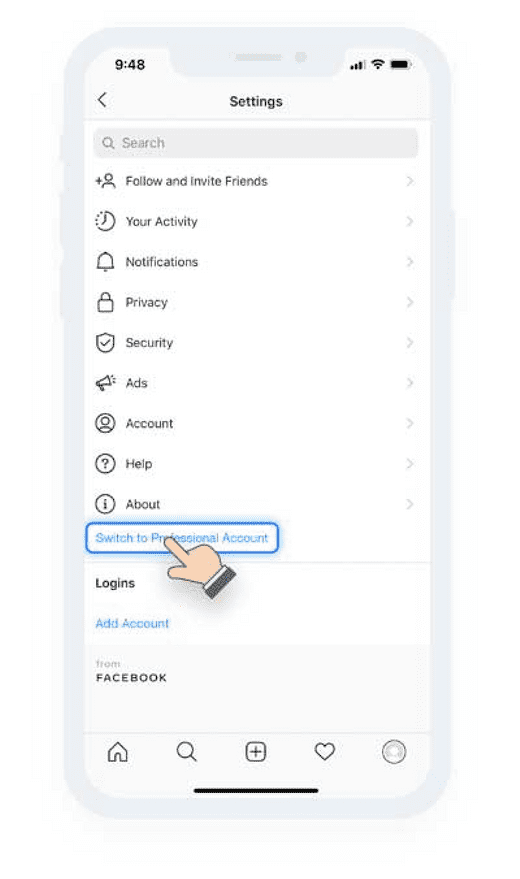 9:48
Settings
Search
Follow and Invite Friends
Your Activity
Notifications
Privacy
Security
Ads
Account
Help
About
Switch to Professional Account
Logins
Add Account
from
FACEBOOK